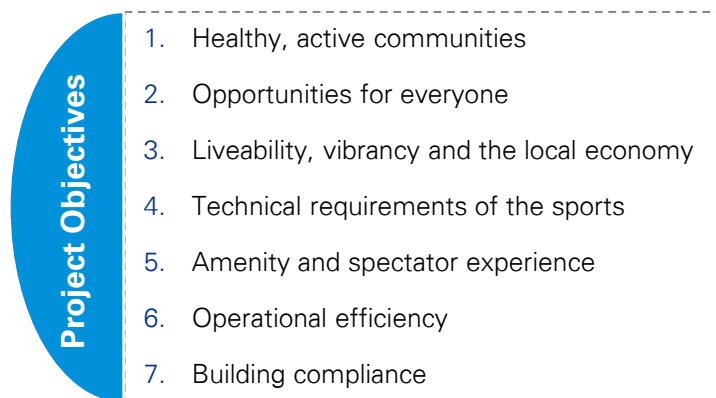 Project Objectives
1. Healthy, active communities
2. Opportunities for everyone
3. Liveability, vibrancy and the local economy
4. Technical requirements of the sports
5. Amenity and spectator experience
6. Operational efficiency
7. Building compliance